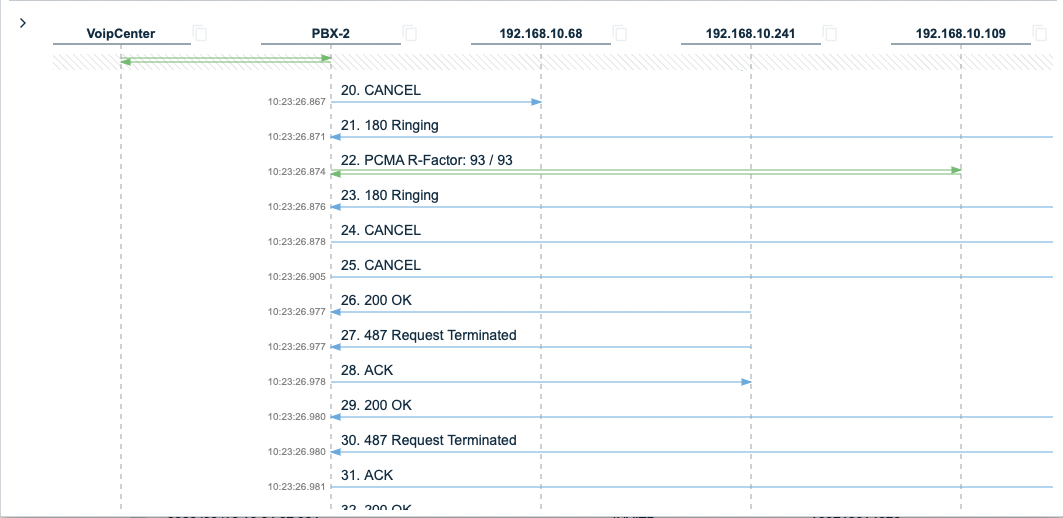 VoipCenter PBX-2 192.168.10.68 192.168.10.241 192.168.10.109
20. CANCEL
10:23:26.867
21. 180 Ringing
10:23:26.871
22. PCMA R-Factor: 93 / 93
10:23:26.874
23. 180 Ringing
10:23:26.876
24. CANCEL
10:23:26.878
25. CANCEL
10:23:26.905
26. 200 OK
10:23:26.977
27. 487 Request Terminated
10:23:26.977
28. ACK
10:23:26.978
29. 200 OK
10:23:26.980
30. 487 Request Terminated
10:23:26.980
31. ACK
10:23:26.981
32. 200 OK